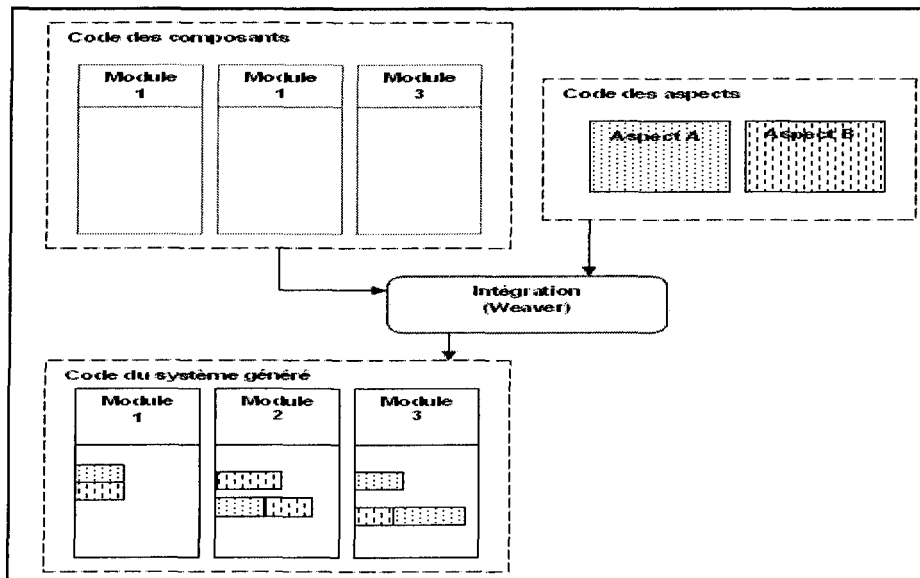 Code des composants
Module
1
Module
1
Module
3
Code des aspects
Aspect A
Aspect B
Intégration
(Weaver)
Code du système généré
Module
1
Module
2
Module
3